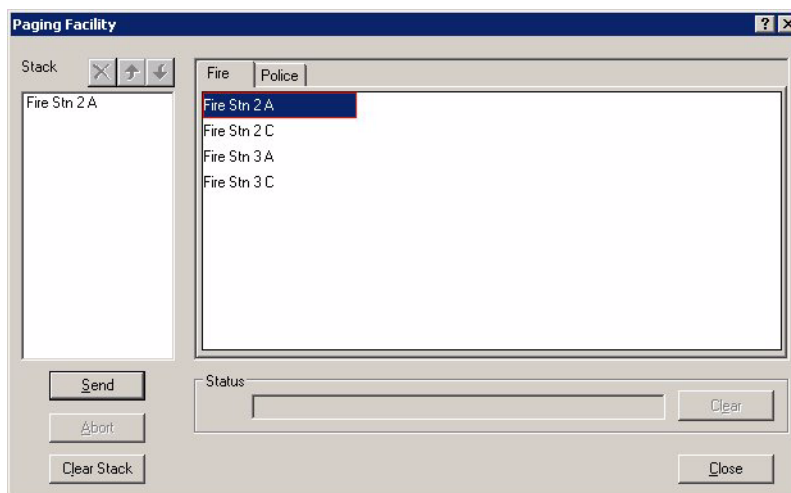 Paging Facility
Stack
Fire Stn 2 A
Fire Police
Fire Stn 2 A
Fire Stn 2 C
Fire Stn 3 A
Fire Stn 3 C
Send
Abort
Clear Stack
Status
Clear
Close